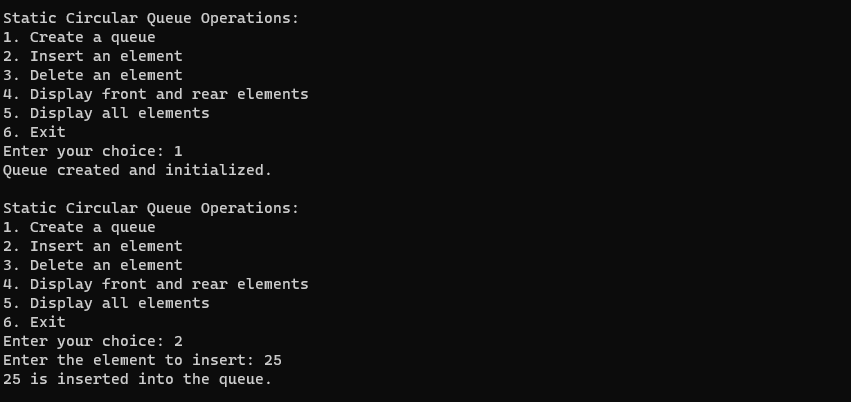 Static Circular Queue Operations:
1. Create a queue
2. Insert an element
3. Delete an element
4. Display front and rear elements
5. Display all elements
6. Exit
Enter your choice: 1
Queue created and initialized.

Static Circular Queue Operations:
1. Create a queue
2. Insert an element
3. Delete an element
4. Display front and rear elements
5. Display all elements
6. Exit
Enter your choice: 2
Enter the element to insert: 25
25 is inserted into the queue.